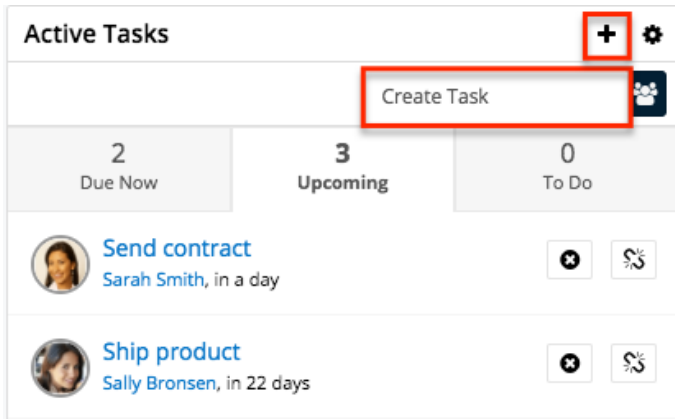 Active Tasks
Create Task
2
Due Now
3
Upcoming
0
To Do
Send contract
Sarah Smith, in a day
Ship product
Sally Bronsen, in 22 days